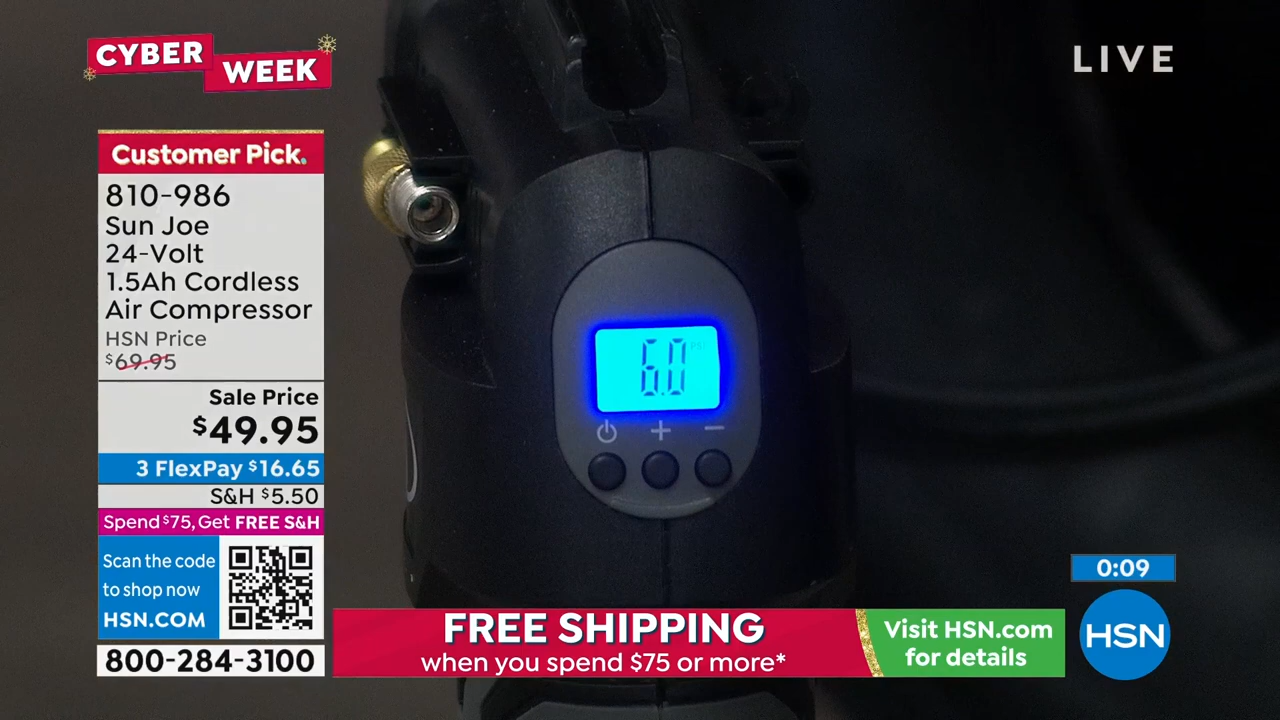 CYBER
WEEK
LIVE
Customer Pick.
810-986
Sun Joe
24-Volt
1.5Ah Cordless
Air Compressor
HSN Price
$69.95
Sale Price
$49.95
3 FlexPay $16.65
S&H $5.50
Spend $75, Get FREE S&H
Scan the code
to shop now
HSN.COM
800-284-3100
6.0 PSI
+ −
FREE SHIPPING
when you spend $75 or more*
Visit HSN.com
for details
0:09
HSN